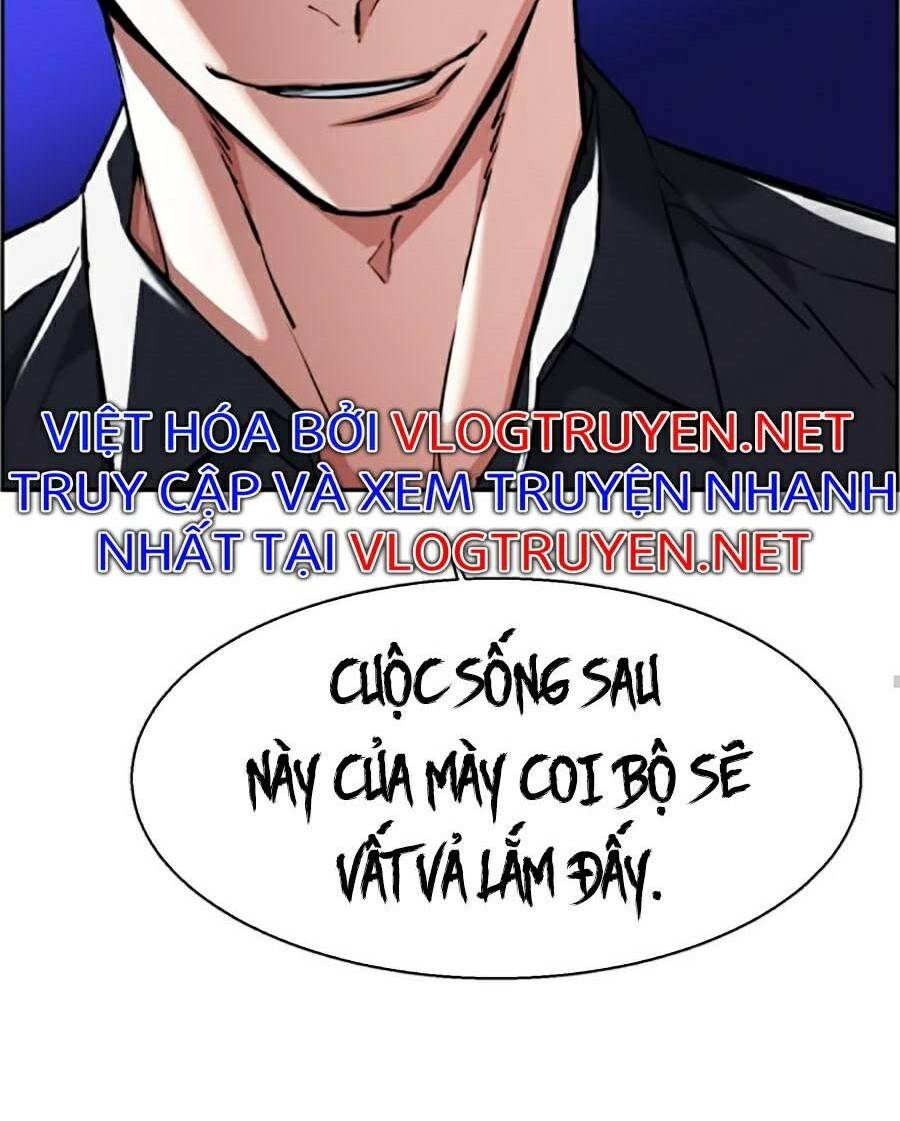 VIỆT HÓA BỞI VLOGTRUYEN.NET
TRUY CẬP VÀ XEM TRUYỆN NHANH
NHẤT TẠI VLOGTRUYEN.NET
CUỘC SỐNG SAU
NÀY CỦA MÀY COI BỘ SẼ
VẤT VẢ LẮM ĐẤY.